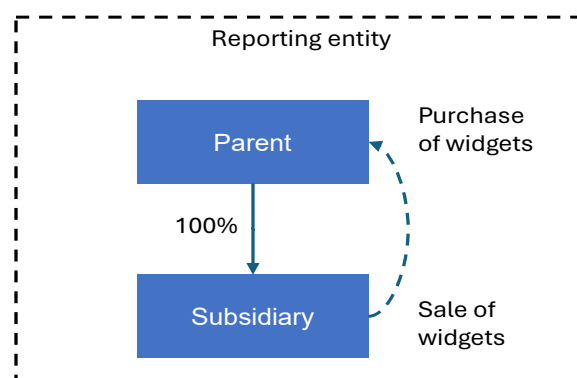 Reporting entity
Parent
Purchase
of widgets
100%
Subsidiary
Sale of
widgets